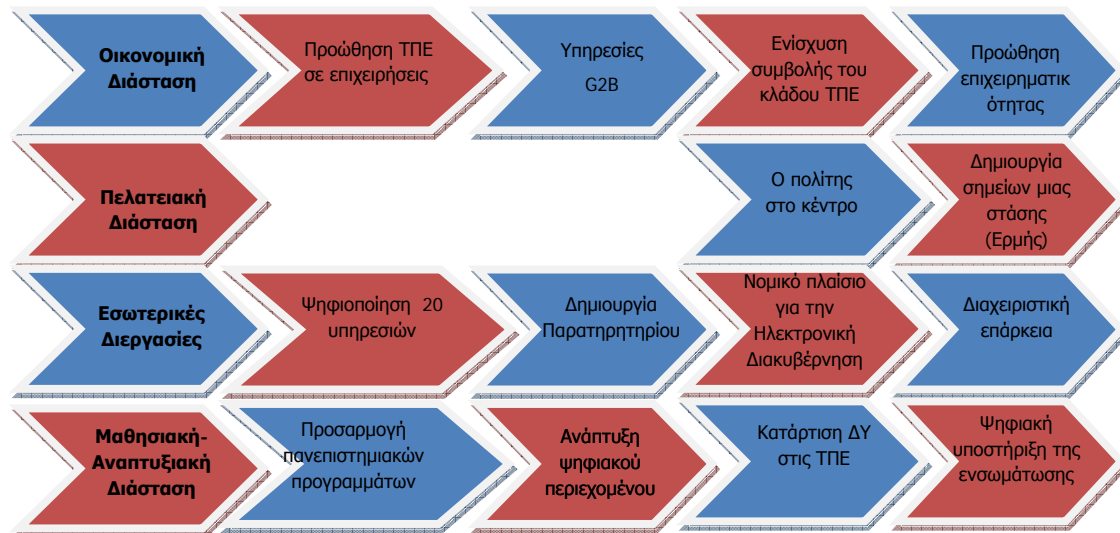 Οικονομική
Διάσταση
Προώθηση ΤΠΕ
σε επιχειρήσεις
Υπηρεσίες
G2B
Ενίσχυση
συμβολής του
κλάδου ΤΠΕ
Προώθηση
επιχειρηματικ
ότητας
Πελατειακή
Διάσταση
Ο πολίτης
στο κέντρο
Δημιουργία
σημείων μιας
στάσης
(Ερμής)
Εσωτερικές
Διεργασίες
Ψηφιοποίηση 20
υπηρεσιών
Δημιουργία
Παρατηρητηρίου
Νομικό πλαίσιο
για την
Ηλεκτρονική
Διακυβέρνηση
Διαχειριστική
επάρκεια
Μαθησιακή-
Αναπτυξιακή
Διάσταση
Προσαρμογή
πανεπιστημιακών
προγραμμάτων
Ανάπτυξη
ψηφιακού
περιεχομένου
Κατάρτιση ΔΥ
στις ΤΠΕ
Ψηφιακή
υποστήριξη της
ενσωμάτωσης